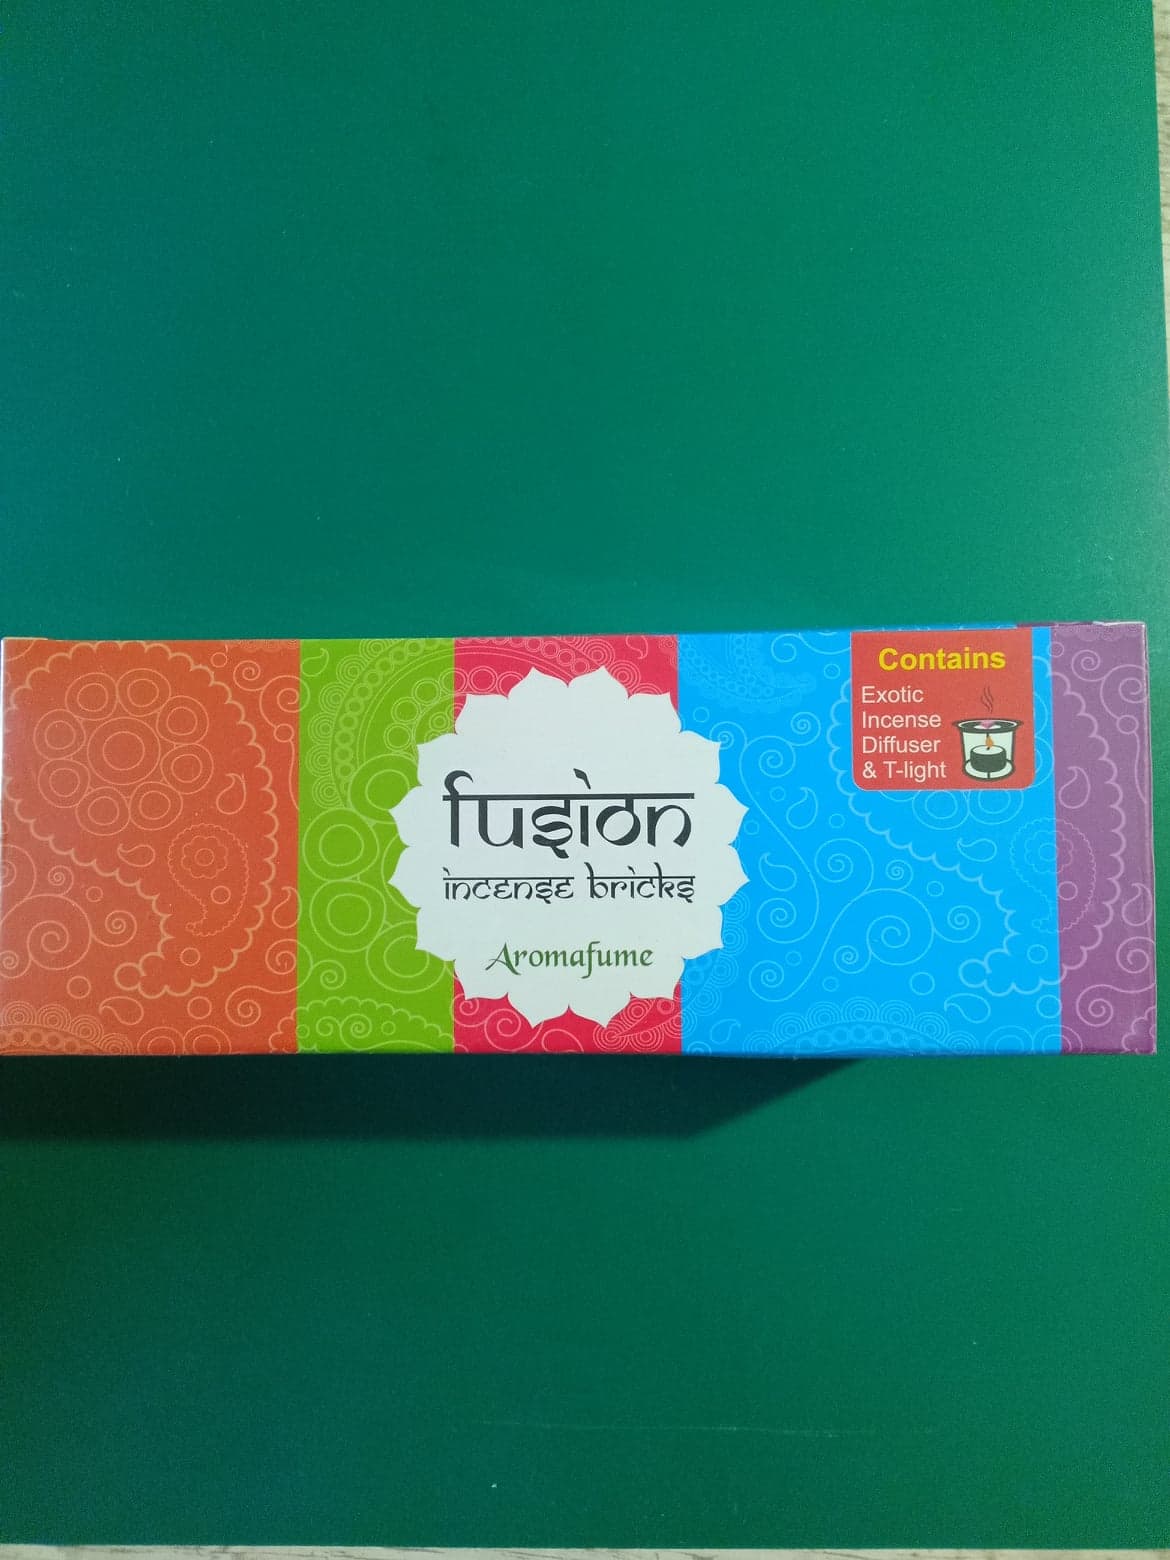 fusion
incense bricks
Aromafume
Contains
Exotic
Incense
Diffuser
& T-light